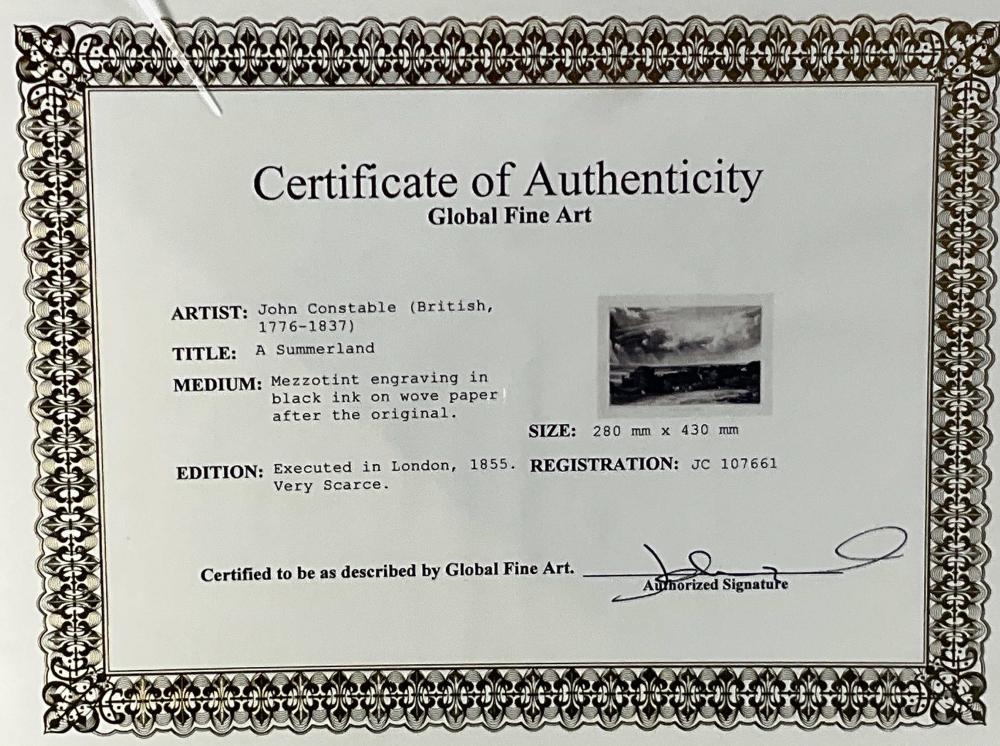 Certificate of Authenticity
Global Fine Art
ARTIST: John Constable (British,
1776-1837)
TITLE: A Summerland
MEDIUM: Mezzotint engraving in
black ink on wove paper
after the original.
SIZE: 280 mm x 430 mm
EDITION: Executed in London, 1855.
Very Scarce.
REGISTRATION: JC 107661
Certified to be as described by Global Fine Art.
Authorized Signature